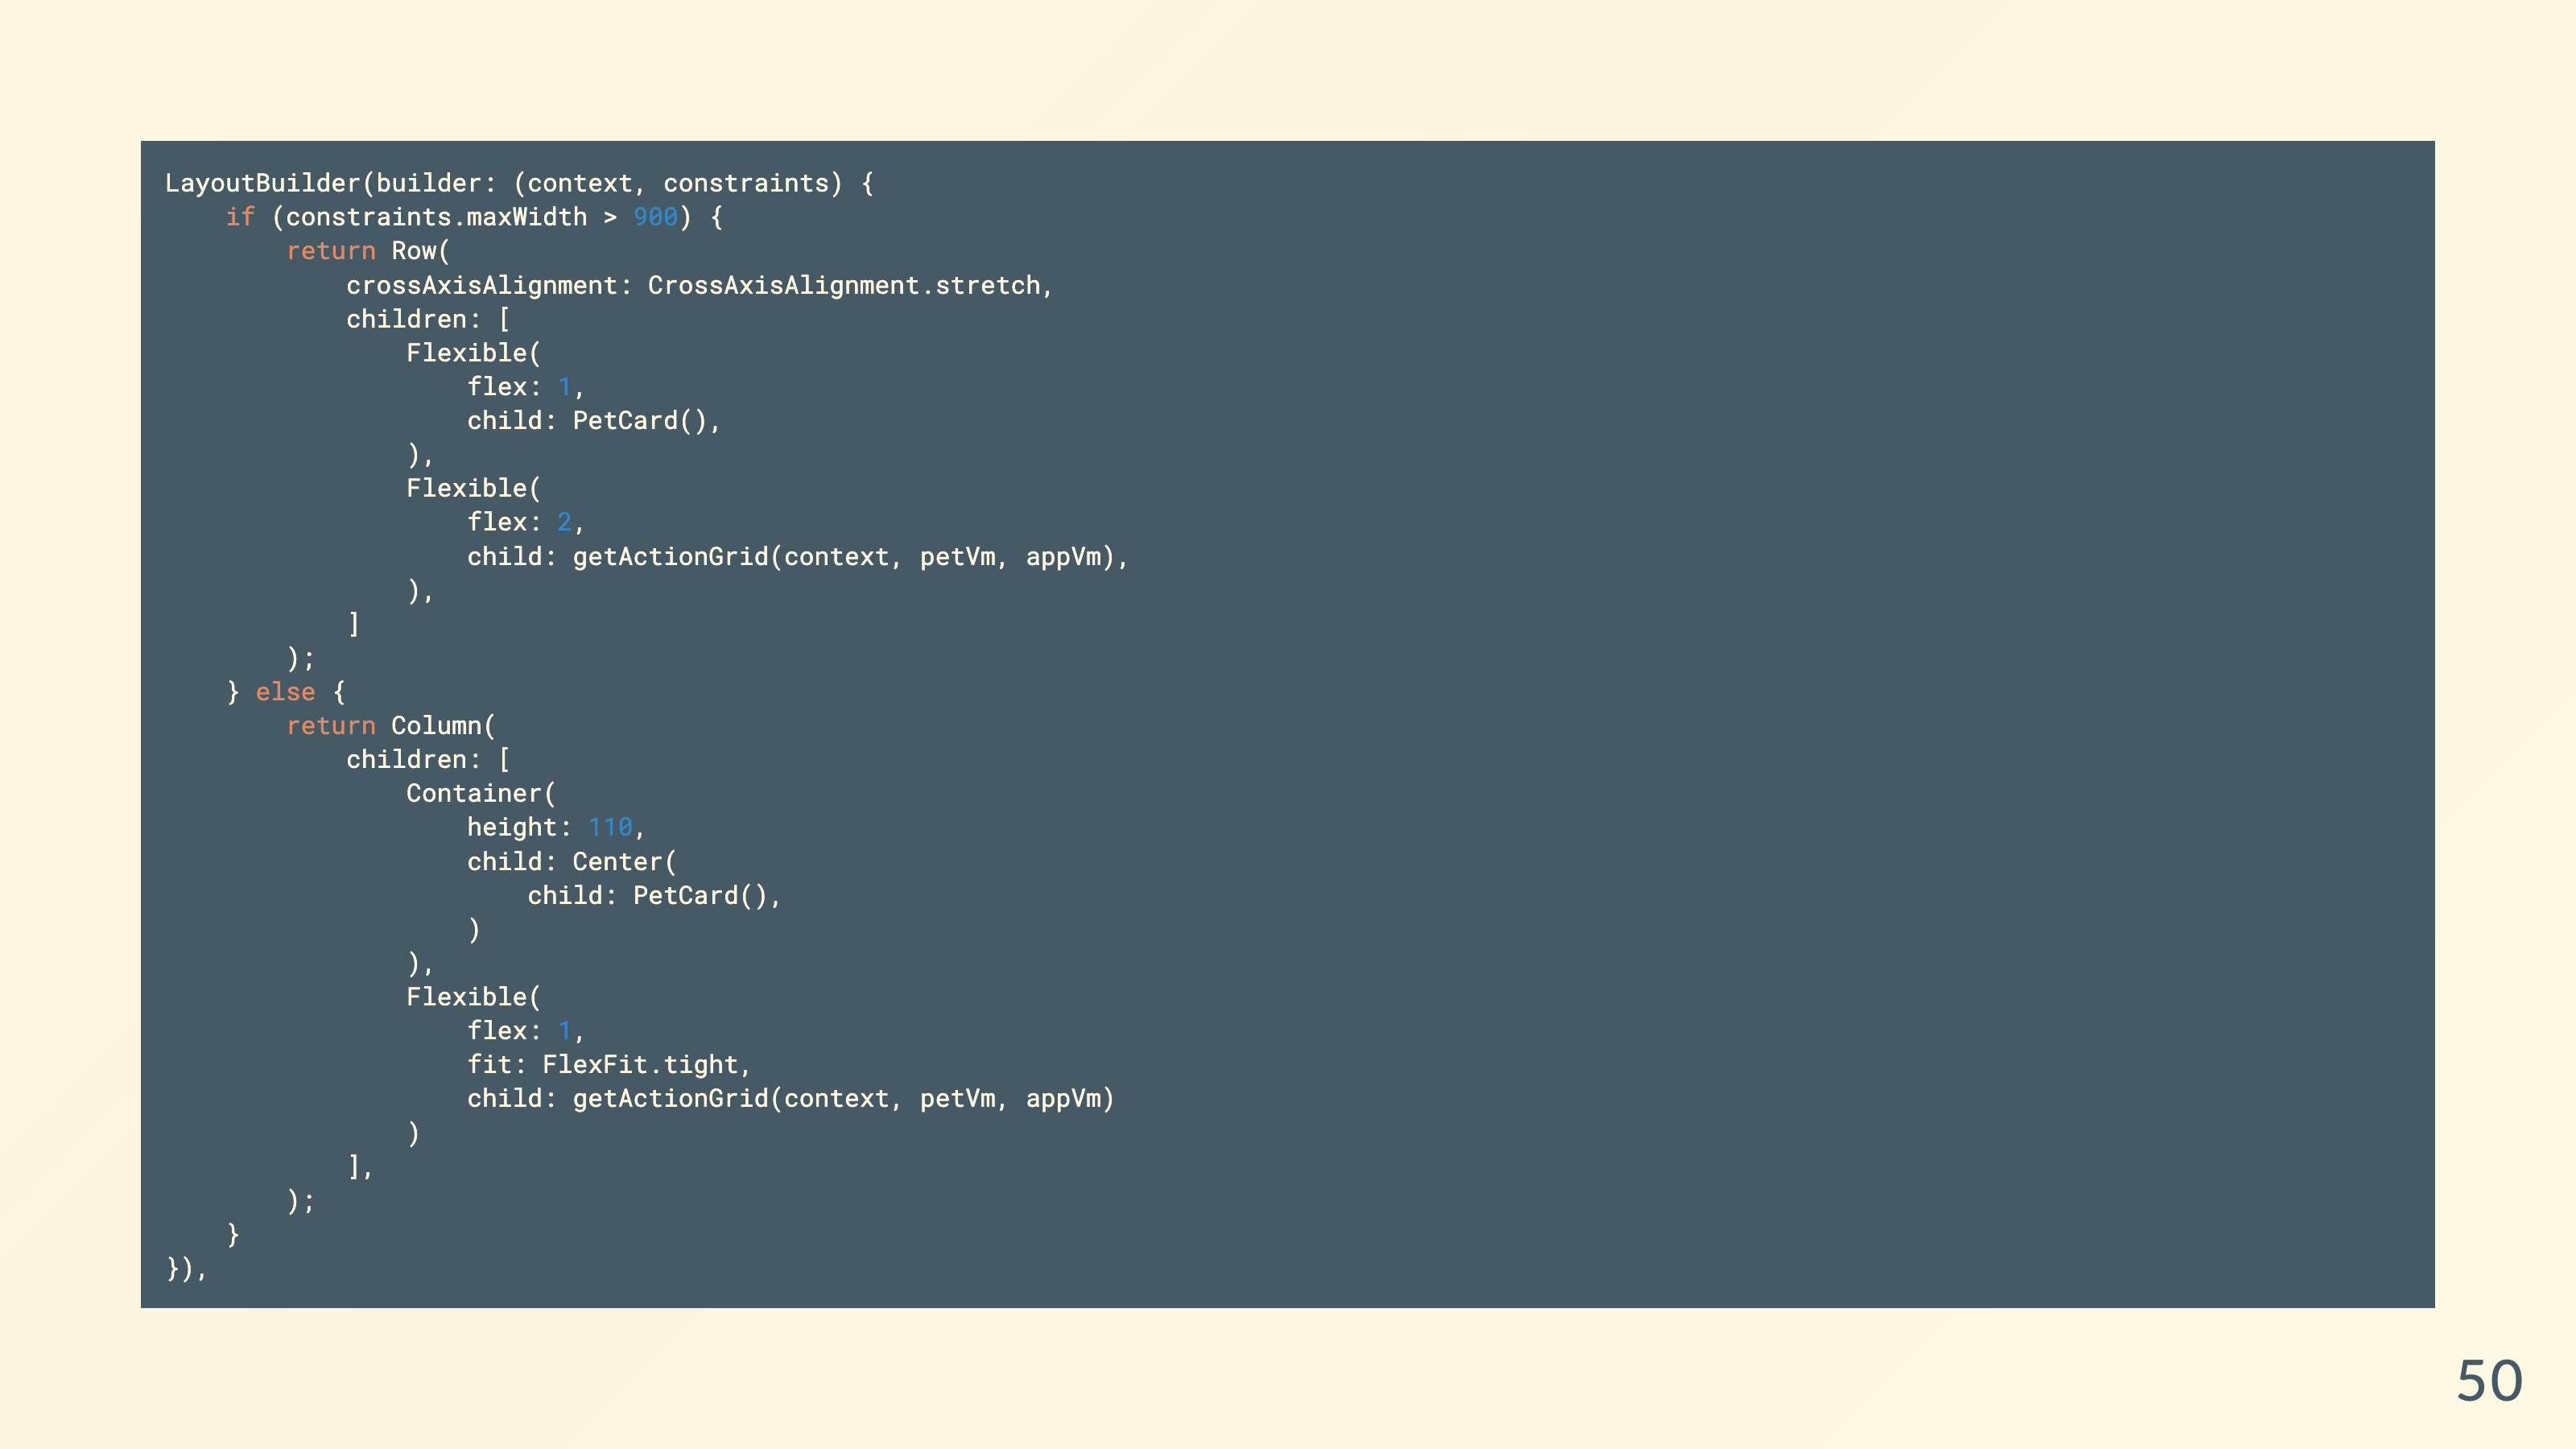 LayoutBuilder(builder: (context, constraints) {
    if (constraints.maxWidth > 900) {
        return Row(
            crossAxisAlignment: CrossAxisAlignment.stretch,
            children: [
                Flexible(
                    flex: 1,
                    child: PetCard(),
                ),
                Flexible(
                    flex: 2,
                    child: getActionGrid(context, petVm, appVm),
                ),
            ]
        );
    } else {
        return Column(
            children: [
                Container(
                    height: 110,
                    child: Center(
                        child: PetCard(),
                    )
                ),
                Flexible(
                    flex: 1,
                    fit: FlexFit.tight,
                    child: getActionGrid(context, petVm, appVm)
                )
            ],
        );
    }
}),
50